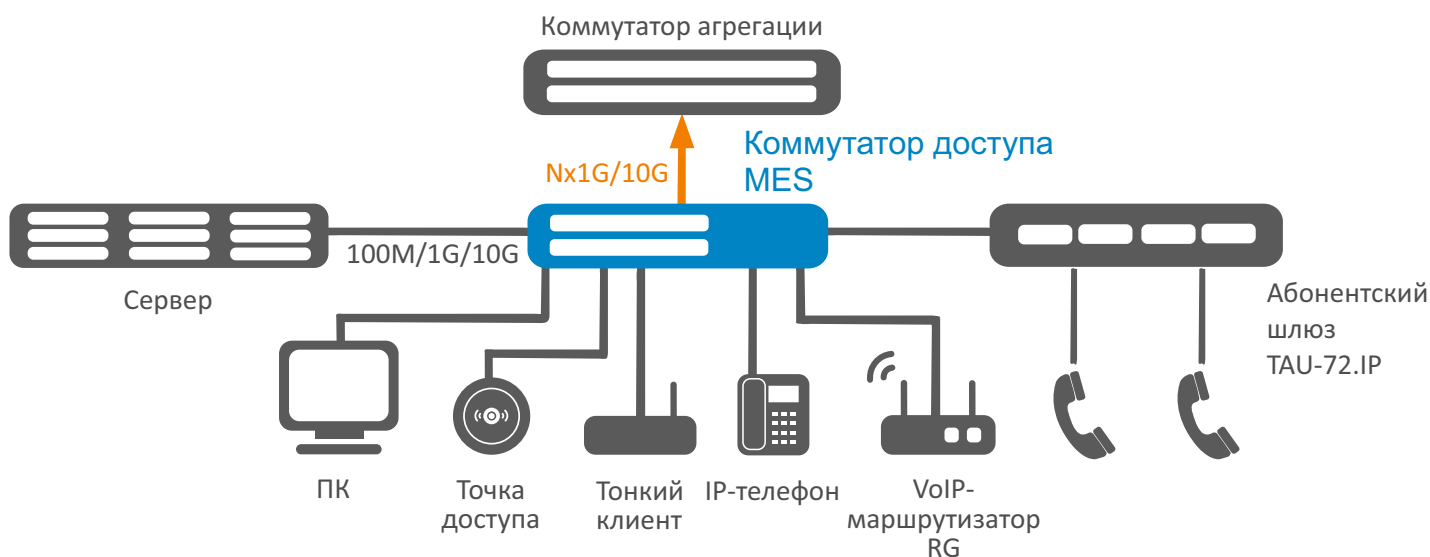 Коммутатор агрегации
Коммутатор доступа
MES
Nx1G/10G
100M/1G/10G
Сервер
Абонентский
шлюз
TAU-72.IP
ПК
Точка
доступа
Тонкий
клиент
IP-телефон
VoIP-
маршрутизатор
RG